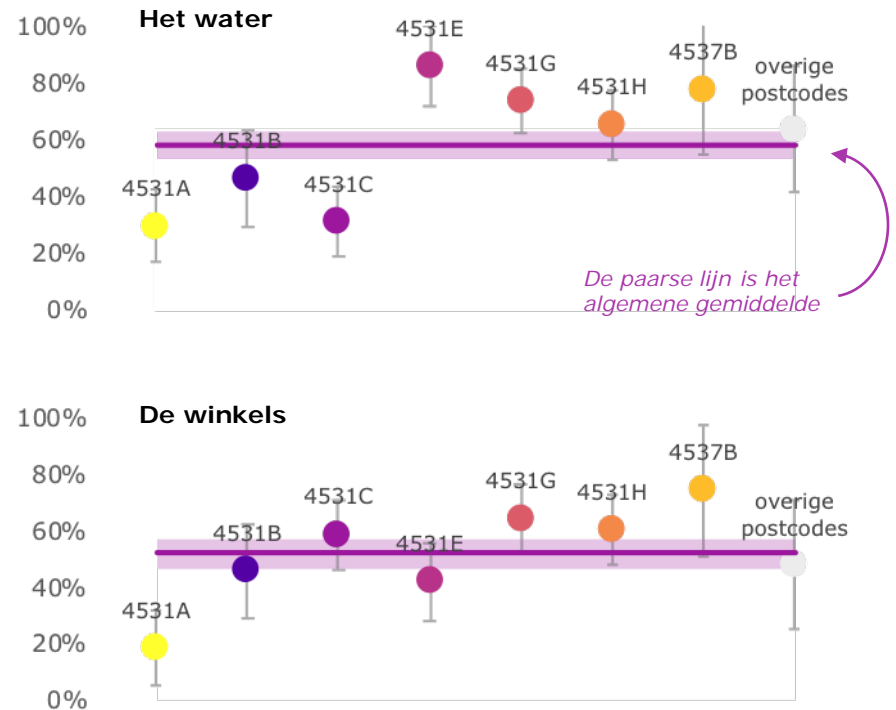 Het water
100%
80%
60%
40%
20%
0%
4531A
4531B
4531C
4531E
4531G
4531H
4537B
overige
postcodes
De paarse lijn is het
algemene gemiddelde
De winkels
100%
80%
60%
40%
20%
0%
4531A
4531B
4531C
4531E
4531G
4531H
4537B
overige
postcodes